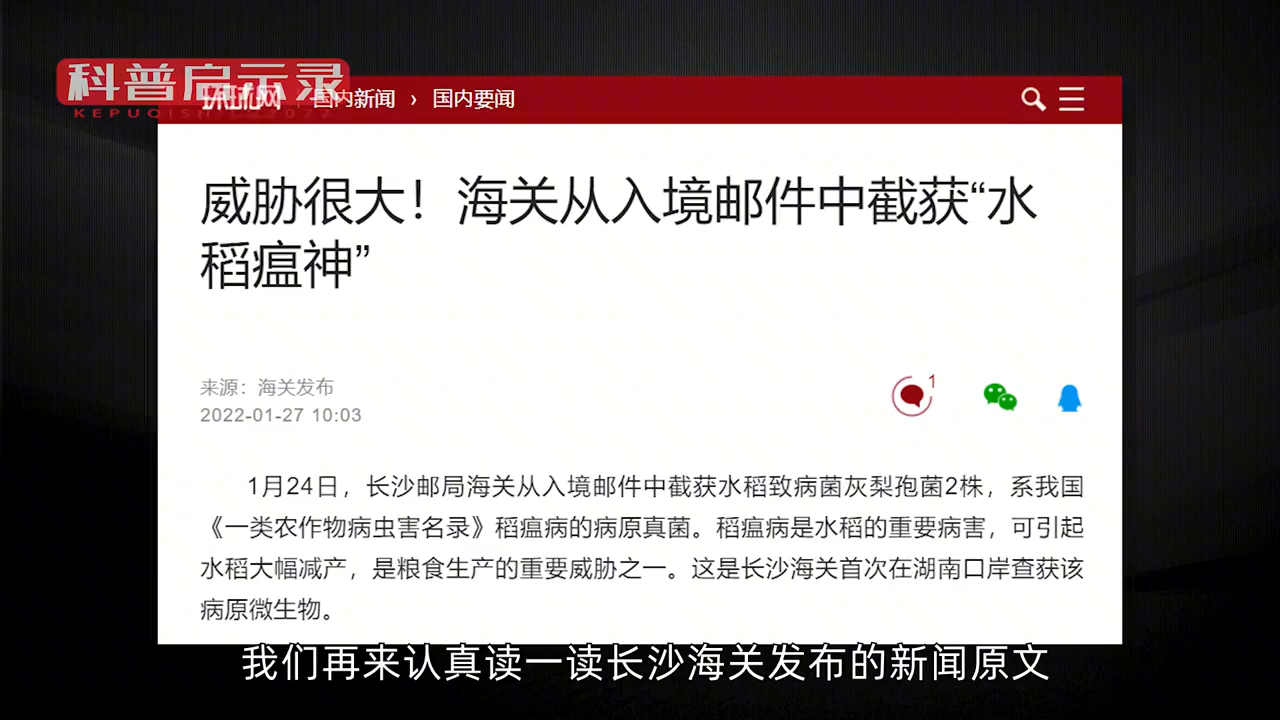 科普启示录
KEPUQISHILU2022
环球网 国内新闻 › 国内要闻
威胁很大！海关从入境邮件中截获“水
稻瘟神”
来源：海关发布
1
2022-01-27 10:03
1月24日，长沙邮局海关从入境邮件中截获水稻致病菌灰梨孢菌2株，系我国
《一类农作物病虫害名录》稻瘟病的病原真菌。稻瘟病是水稻的重要病害，可引起
水稻大幅减产，是粮食生产的重要威胁之一。这是长沙海关首次在湖南口岸查获该
病原微生物。
我们再来认真读一读长沙海关发布的新闻原文